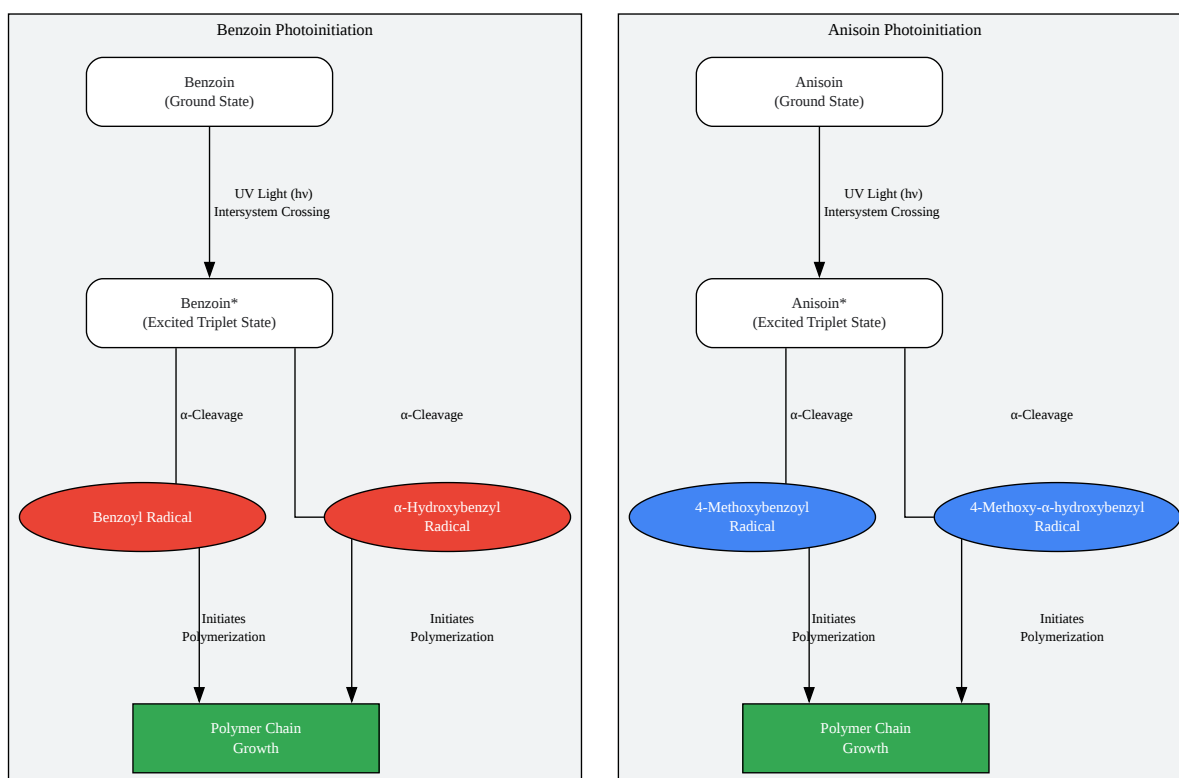 Benzoin Photoinitiation
Benzoin
(Ground State)
UV Light (hν)
Intersystem Crossing
Benzoin*
(Excited Triplet State)
α-Cleavage
α-Cleavage
Benzoyl Radical
α-Hydroxybenzyl
Radical
Initiates
Polymerization
Initiates
Polymerization
Polymer Chain
Growth
Anisoin Photoinitiation
Anisoin
(Ground State)
UV Light (hν)
Intersystem Crossing
Anisoin*
(Excited Triplet State)
α-Cleavage
α-Cleavage
4-Methoxybenzoyl
Radical
4-Methoxy-α-hydroxybenzyl
Radical
Initiates
Polymerization
Initiates
Polymerization
Polymer Chain
Growth